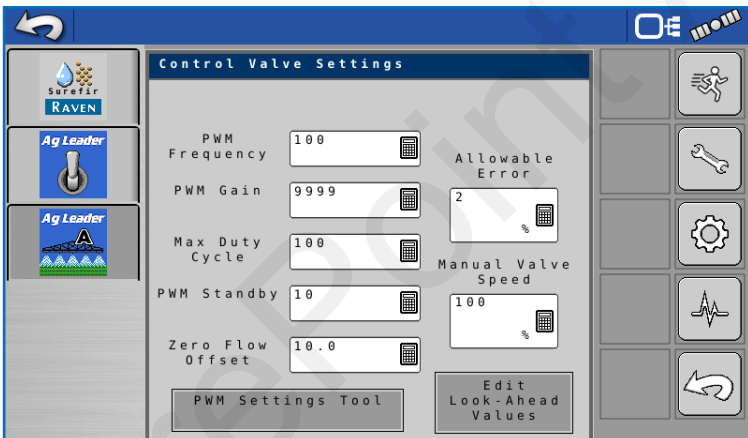 Control Valve Settings
Surefir
RAVEN
Ag Leader
Ag Leader
A
PWM
Frequency
100
PWM Gain
9999
Max Duty
Cycle
100
PWM Standby
10
Zero Flow
Offset
10.0
Allowable
Error
2
%
Manual Valve
Speed
100
%
PWM Settings Tool
Edit
Look-Ahead
Values
rePoint